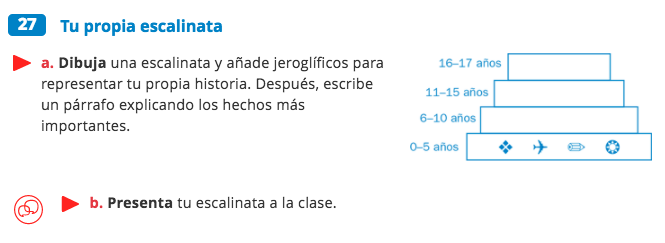 27 Tu propia escalinata
a. Dibuja una escalinata y añade jeroglíficos para
representar tu propia historia. Después, escribe
un párrafo explicando los hechos más
importantes.
16–17 años
11–15 años
6–10 años
0–5 años
b. Presenta tu escalinata a la clase.